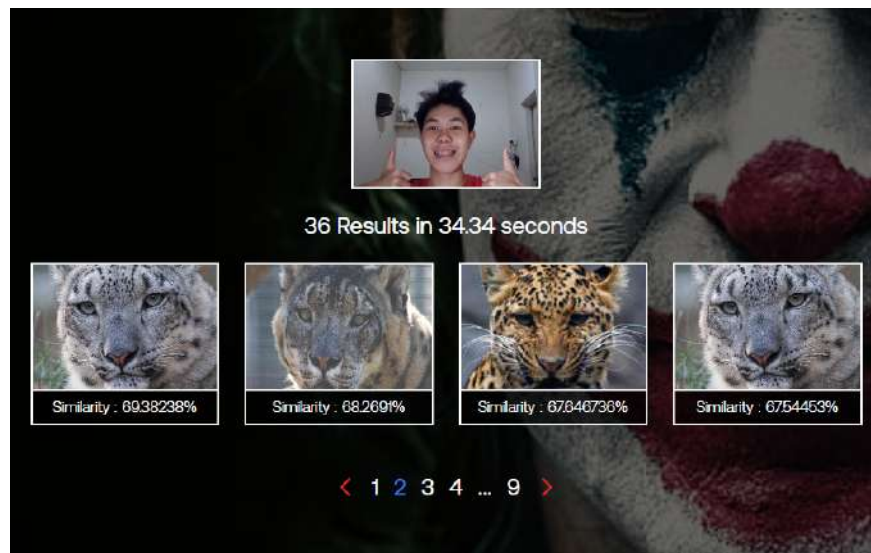 36 Results in 34.34 seconds
Similarity : 69.38238%
Similarity : 68.2691%
Similarity : 67.646736%
Similarity : 67.54453%
< 1 2 3 4 ... 9 >